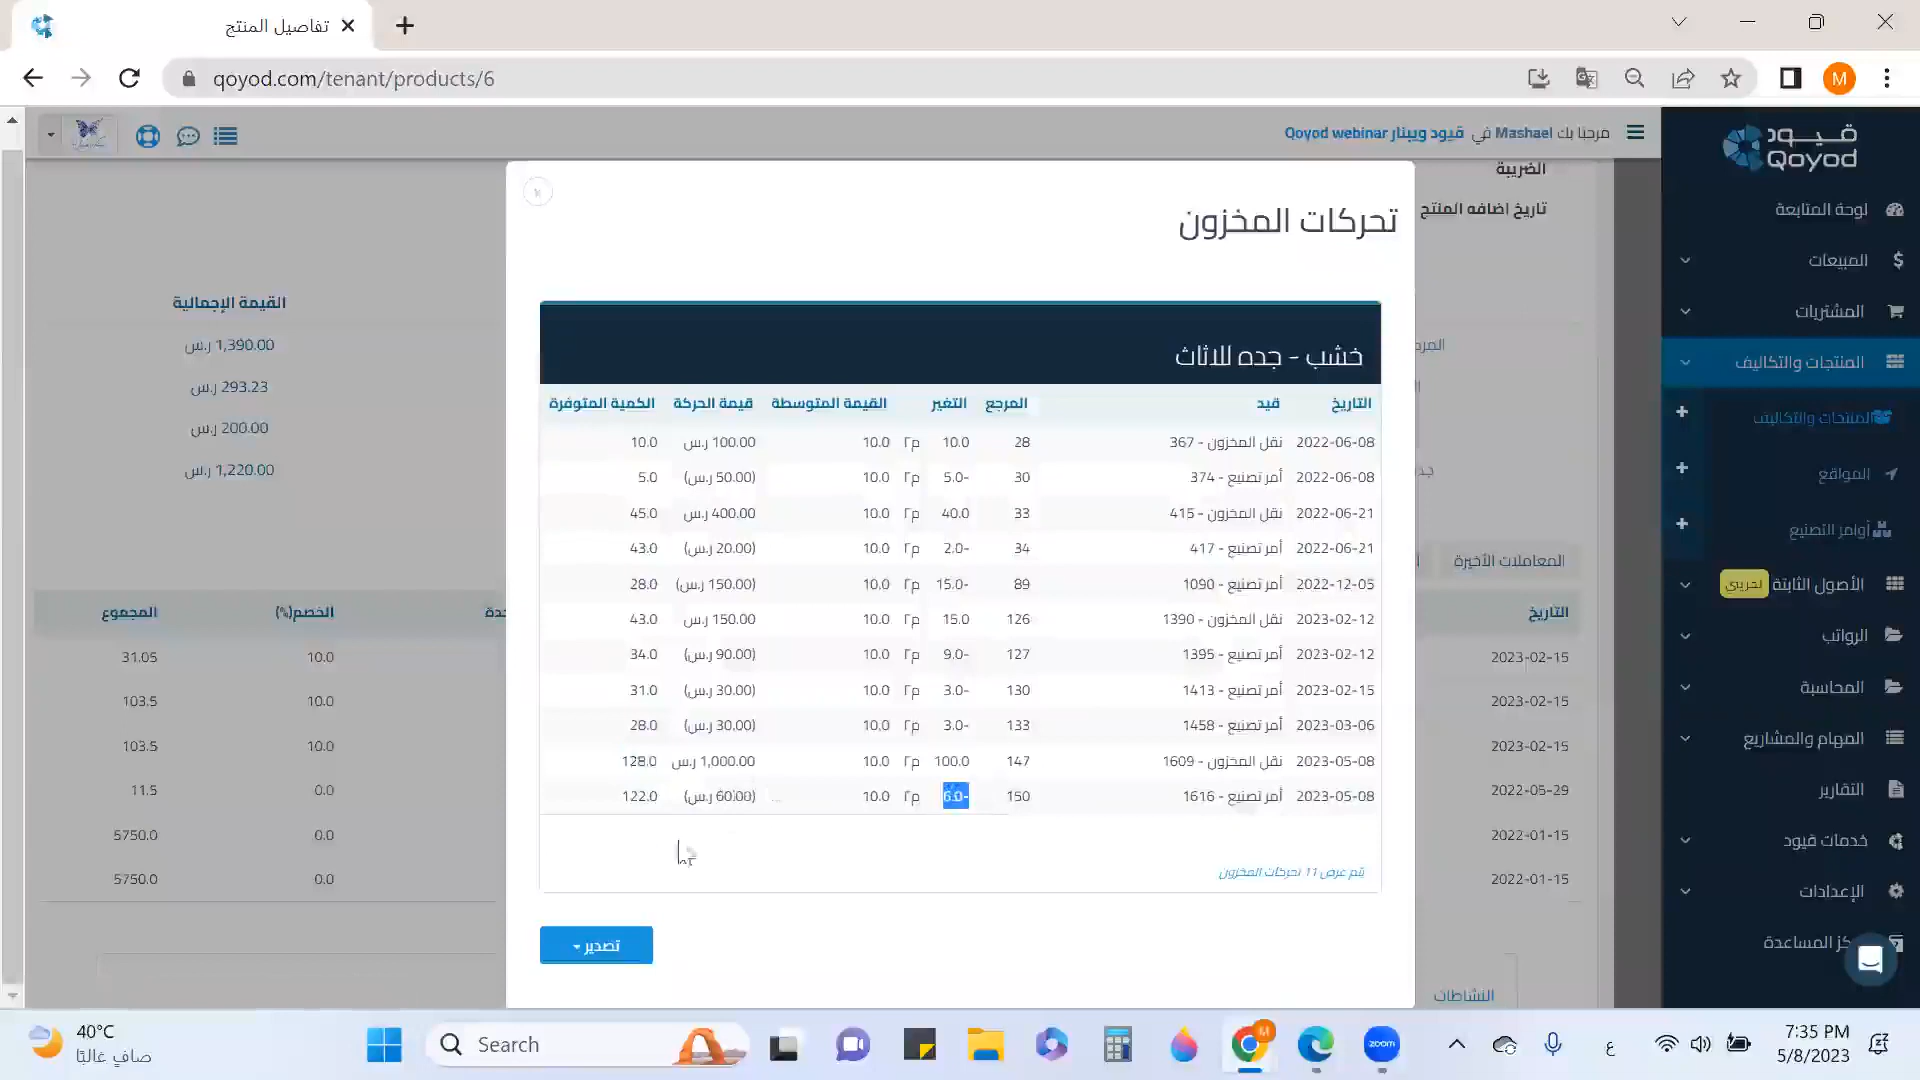 تفاصيل المنتج
qoyod.com/tenant/products/6
M
مرحبا بك Mashael في قيود ويبنار Qoyod webinar
قيود
Qoyod
لوحة المتابعة
المبيعات
المشتريات
المنتجات والتكاليف
المنتجات والتكاليف
المواقع
أوامر التصنيع
الأصول الثابتة تجريبي
الرواتب
المحاسبة
المهام والمشاريع
التقارير
خدمات قيود
الإعدادات
كز المساعدة
الضريبة
تاريخ اضافه المنتج
القيمة الإجمالية
1,390.00 ر.س
293.23 ر.س
200.00 ر.س
1,220.00 ر.س
x
تحركات المخزون
خشب - جده للاثاث
التاريخ قيد المرجع التغير القيمة المتوسطة قيمة الحركة الكمية المتوفرة
2022-06-08 نقل المخزون - 367 28 10.0 م٢ 10.0 100.00 ر.س 10.0
2022-06-08 أمر تصنيع - 374 30 -5.0 م٢ 10.0 (50.00 ر.س) 5.0
2022-06-21 نقل المخزون - 415 33 40.0 م٢ 10.0 400.00 ر.س 45.0
2022-06-21 أمر تصنيع - 417 34 -2.0 م٢ 10.0 (20.00 ر.س) 43.0
2022-12-05 أمر تصنيع - 1090 89 -15.0 م٢ 10.0 (150.00 ر.س) 28.0
2023-02-12 نقل المخزون - 1390 126 15.0 م٢ 10.0 150.00 ر.س 43.0
2023-02-12 أمر تصنيع - 1395 127 -9.0 م٢ 10.0 (90.00 ر.س) 34.0
2023-02-15 أمر تصنيع - 1413 130 -3.0 م٢ 10.0 (30.00 ر.س) 31.0
2023-03-06 أمر تصنيع - 1458 133 -3.0 م٢ 10.0 (30.00 ر.س) 28.0
2023-05-08 نقل المخزون - 1609 147 100.0 م٢ 10.0 1,000.00 ر.س 128.0
2023-05-08 أمر تصنيع - 1616 150 -6.0 م٢ 10.0 (60.00 ر.س) 122.0
يتم عرض 11 تحركات المخزون
تصدير
المعاملات الأخيرة
التاريخ الخصم(%) المجموع
2023-02-15 10.0 31.05
2023-02-15 10.0 103.5
2023-02-15 10.0 103.5
2022-05-29 0.0 11.5
2022-01-15 0.0 5750.0
2022-01-15 0.0 5750.0
النشاطات
40°C
صافٍ غالبًا
Search
M
zoom
ع
7:35 PM
5/8/2023